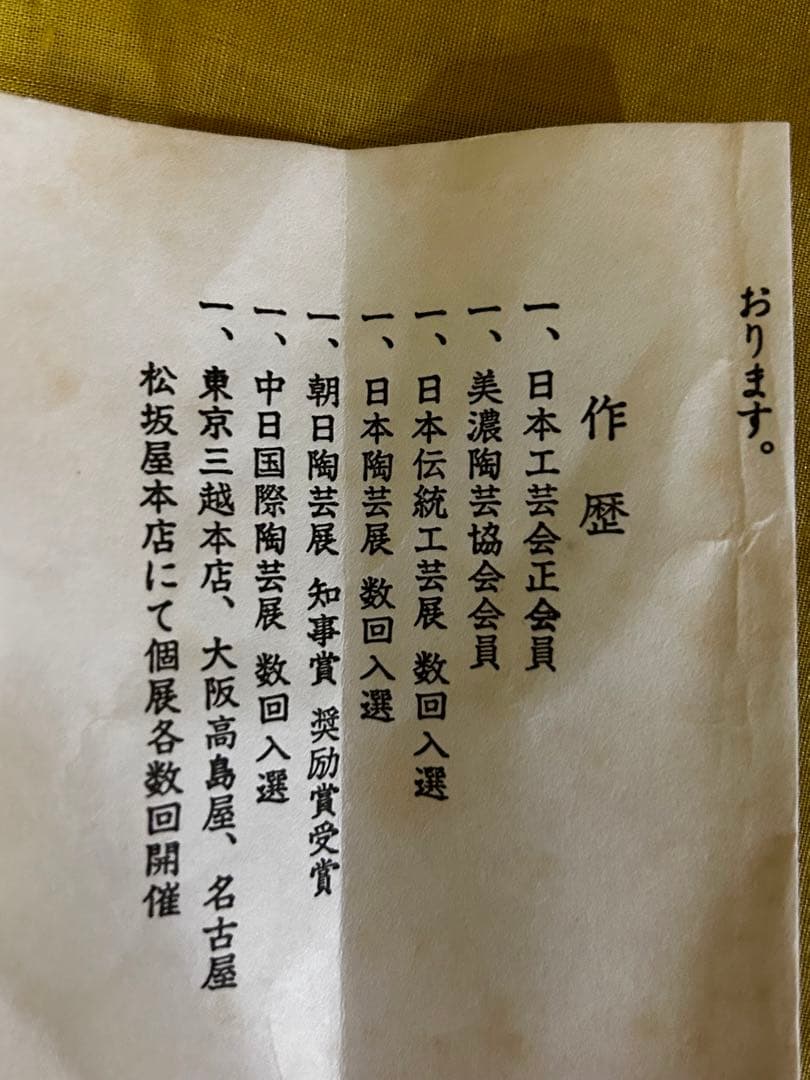 おります。
作歴
一、日本工芸会正会員
一、美濃陶芸協会会員
一、日本伝統工芸展 数回入選
一、日本陶芸展 数回入選
一、朝日陶芸展 知事賞 奨励賞受賞
一、中日国際陶芸展 数回入選
一、東京三越本店、大阪高島屋、名古屋
松坂屋本店にて個展各数回開催